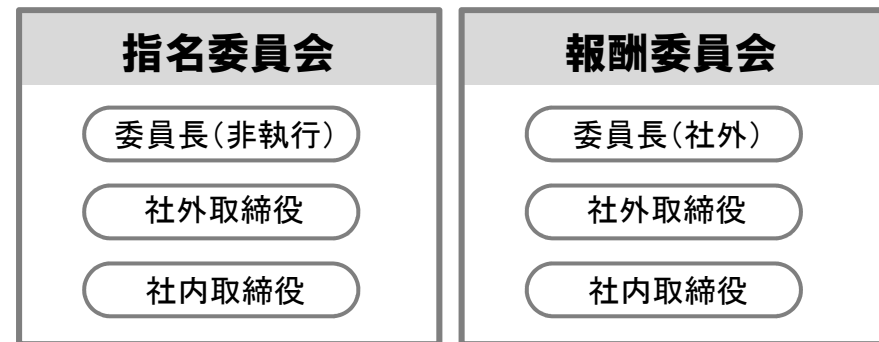 指名委員会
委員長(非執行)
社外取締役
社内取締役
報酬委員会
委員長(社外)
社外取締役
社内取締役